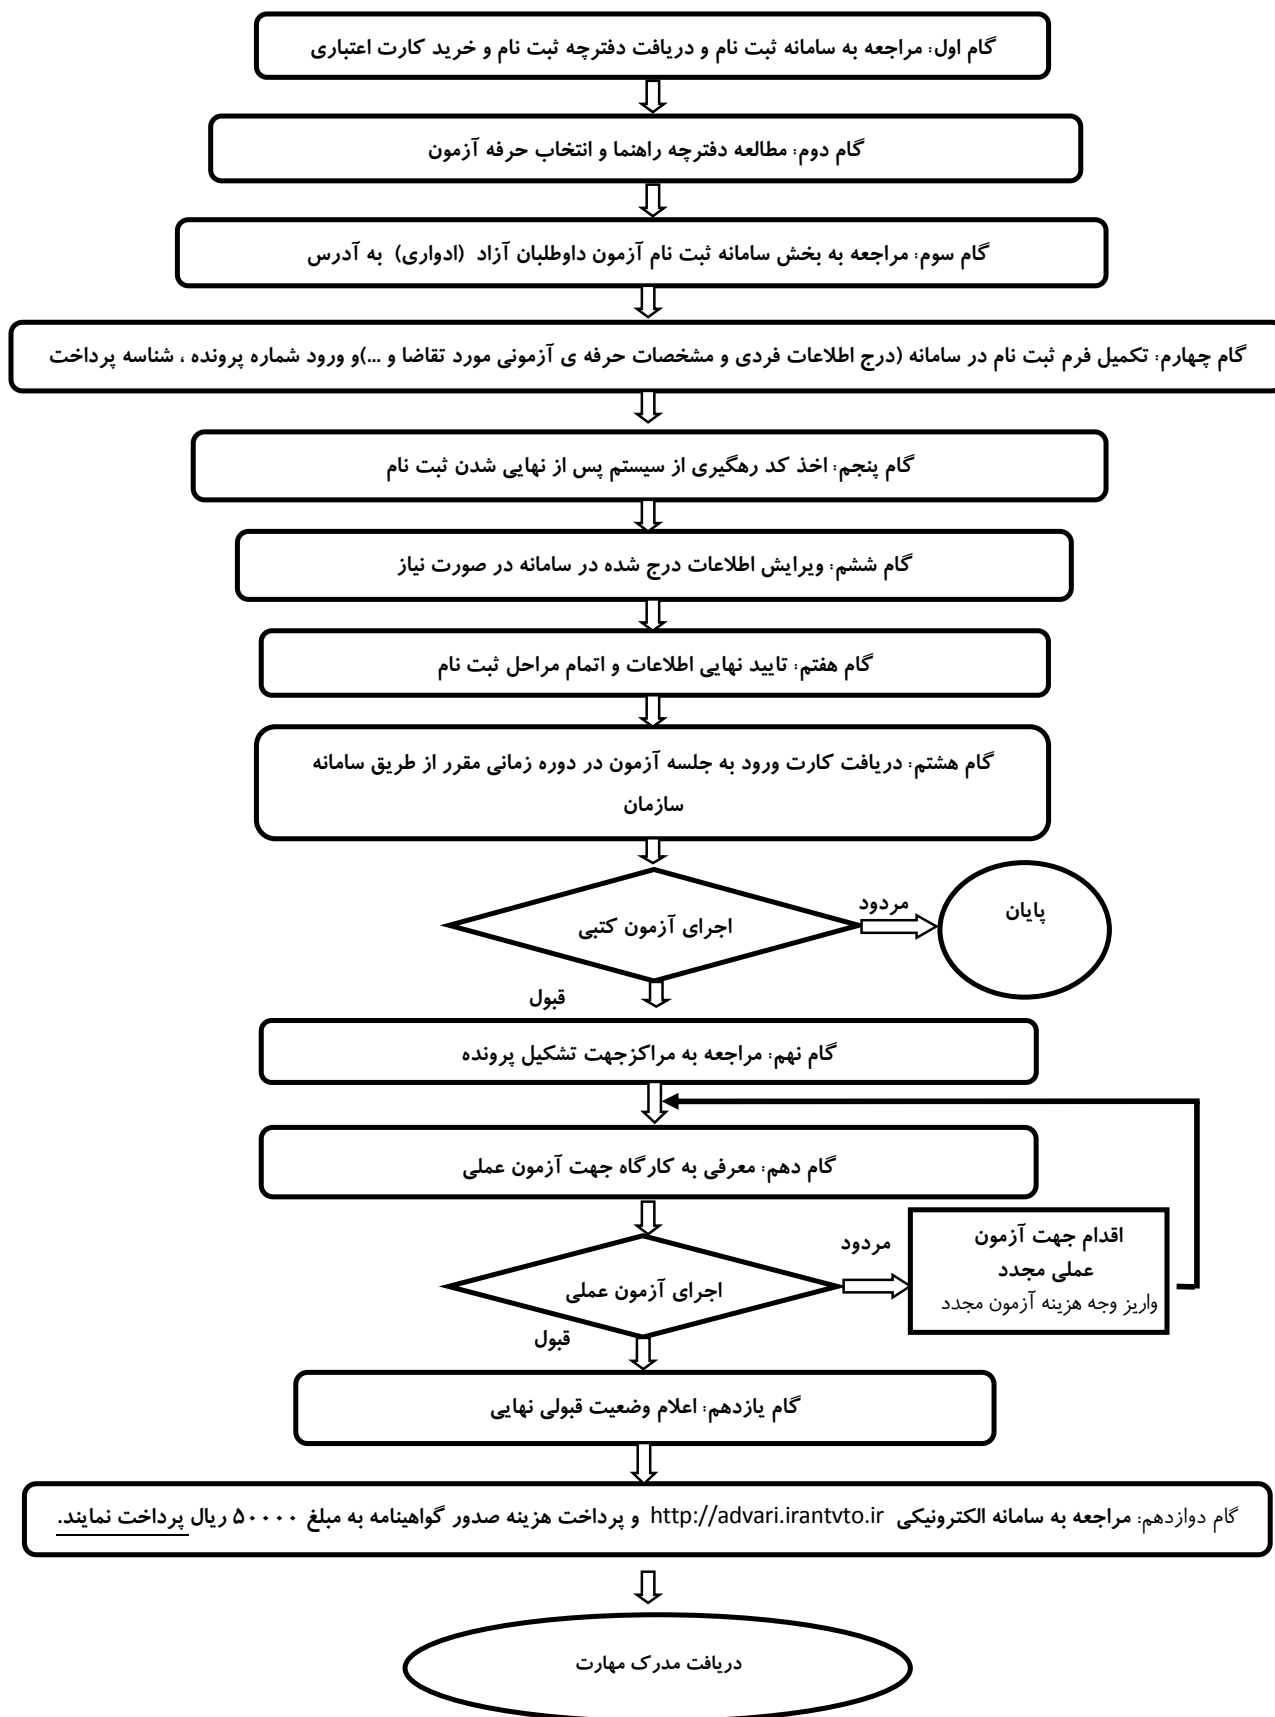 گام اول: مراجعه به سامانه ثبت نام و دریافت دفترچه ثبت نام و خرید کارت اعتباری
گام دوم: مطالعه دفترچه راهنما و انتخاب حرفه آزمون
گام سوم: مراجعه به بخش سامانه ثبت نام آزمون داوطلبان آزاد (ادواری) به آدرس
گام چهارم: تکمیل فرم ثبت نام در سامانه (درج اطلاعات فردی و مشخصات حرفه ی آزمونی مورد تقاضا و ...)و ورود شماره پرونده ، شناسه پرداخت
گام پنجم: اخذ کد رهگیری از سیستم پس از نهایی شدن ثبت نام
گام ششم: ویرایش اطلاعات درج شده در سامانه در صورت نیاز
گام هفتم: تایید نهایی اطلاعات و اتمام مراحل ثبت نام
گام هشتم: دریافت کارت ورود به جلسه آزمون در دوره زمانی مقرر از طریق سامانه
سازمان
اجرای آزمون کتبی
مردود
پایان
قبول
گام نهم: مراجعه به مراکزجهت تشکیل پرونده
گام دهم: معرفی به کارگاه جهت آزمون عملی
اجرای آزمون عملی
مردود
اقدام جهت آزمون
عملی مجدد
واریز وجه هزینه آزمون مجدد
قبول
گام یازدهم: اعلام وضعیت قبولی نهایی
گام دوازدهم: مراجعه به سامانه الکترونیکی http://advari.irantvto.ir و پرداخت هزینه صدور گواهینامه به مبلغ ۵۰۰۰۰ ریال پرداخت نمایند.
دریافت مدرک مهارت